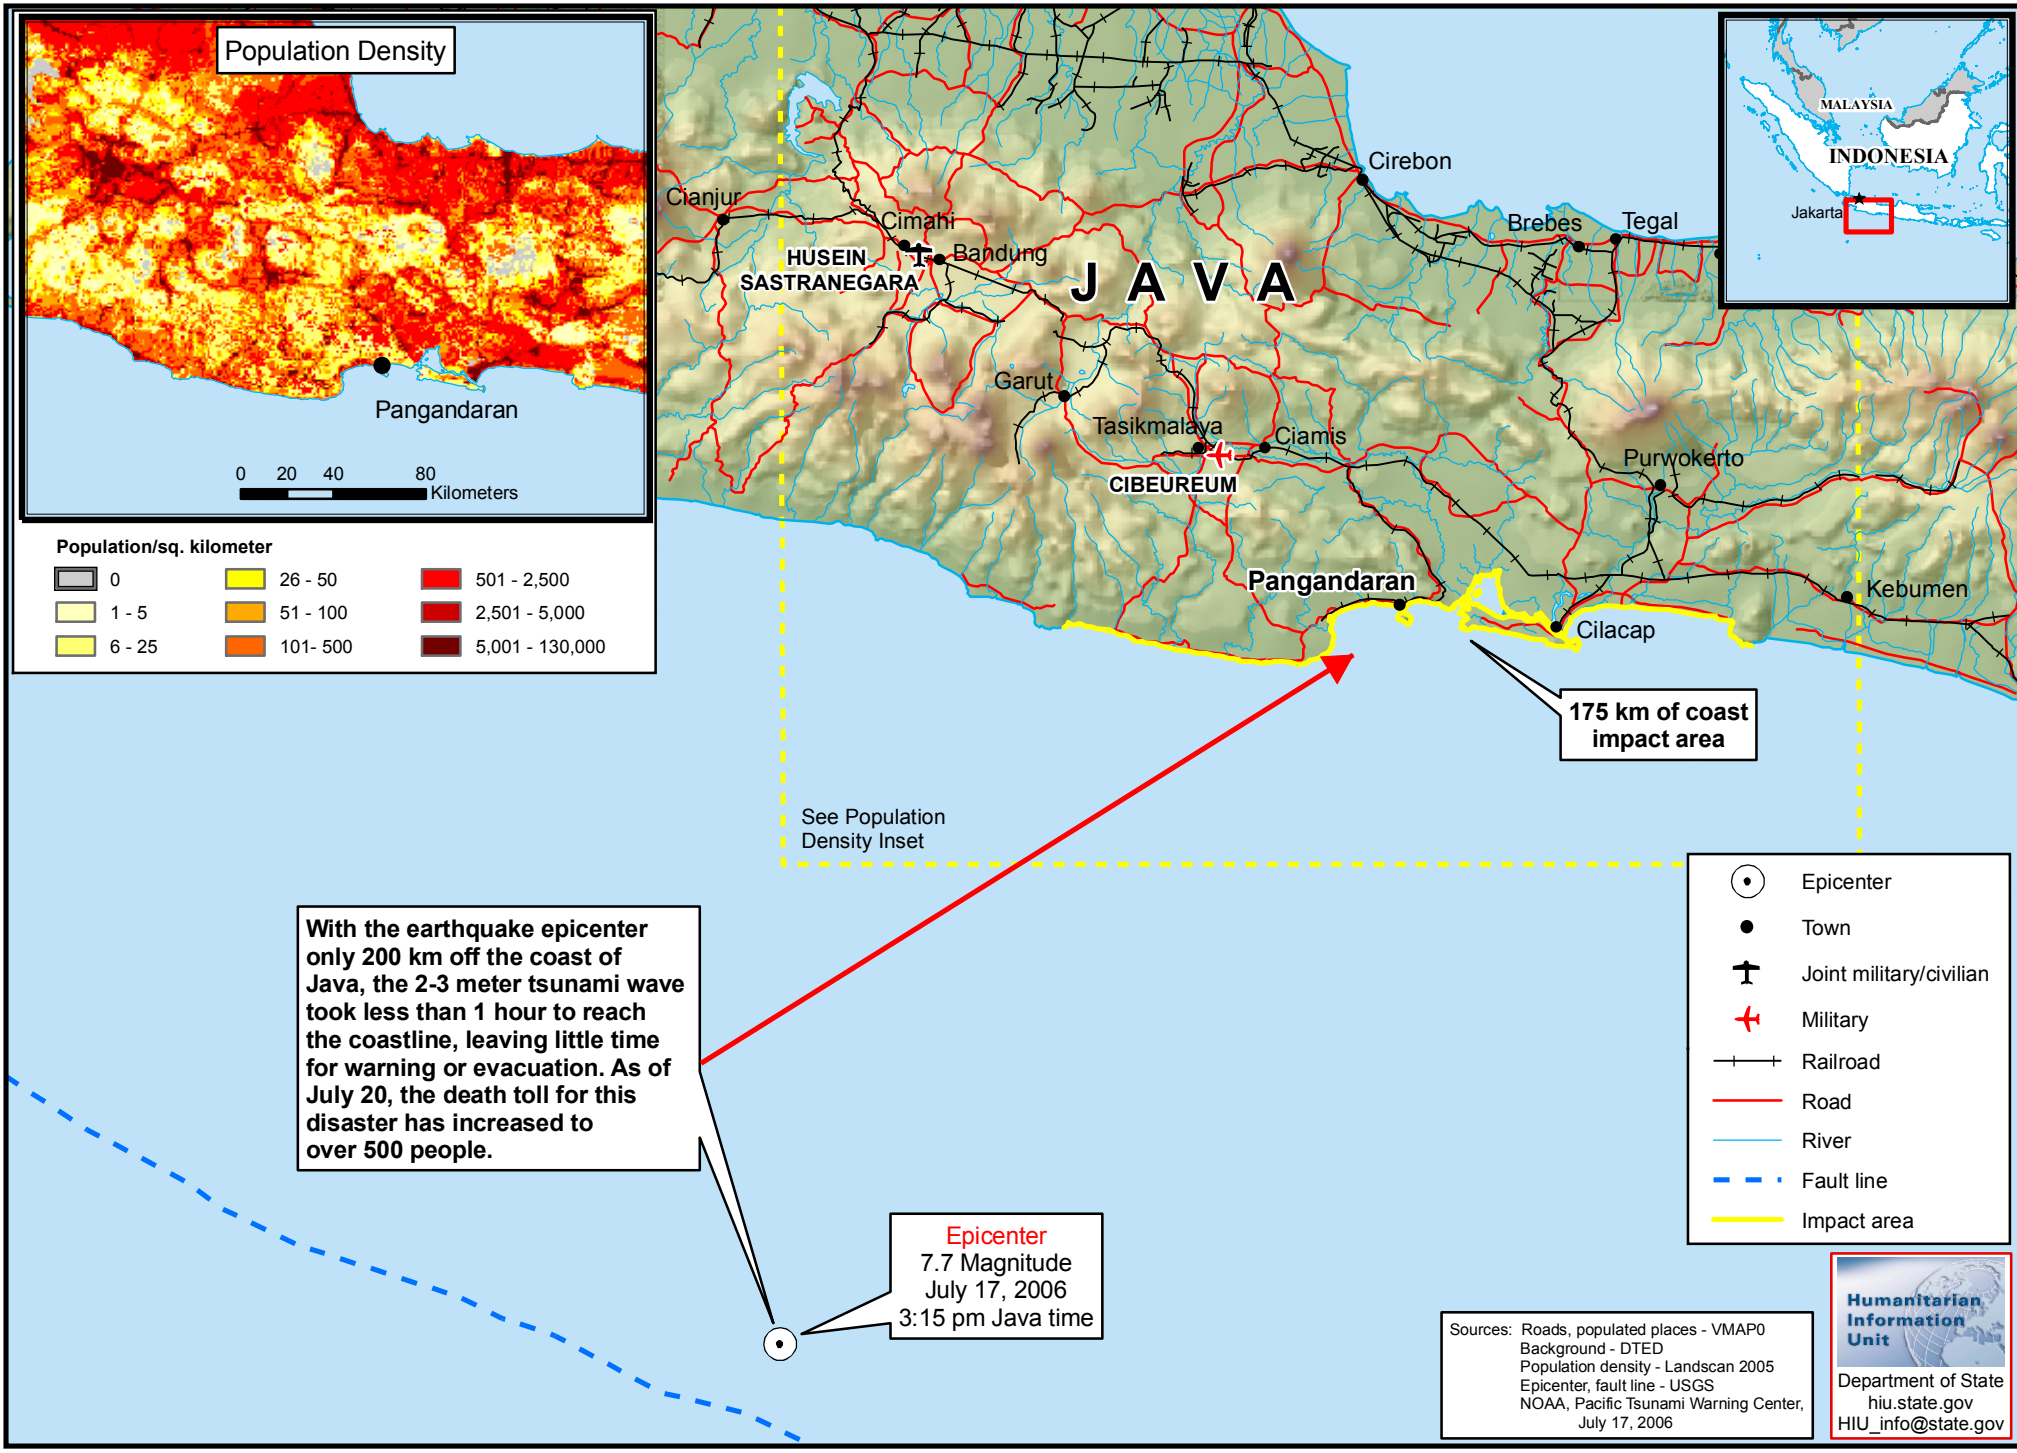 Population Density
Pangandaran
0 20 40 80
Kilometers
Population/sq. kilometer
0
1 - 5
6 - 25
26 - 50
51 - 100
101- 500
501 - 2,500
2,501 - 5,000
5,001 - 130,000
Cianjur
Cimahi
HUSEIN
SASTRANEGARA
Bandung
JAVA
Cirebon
Brebes
Tegal
Garut
Tasikmalaya
Ciamis
CIBEUREUM
Purwokerto
Pangandaran
Cilacap
Kebumen
MALAYSIA
INDONESIA
Jakarta
175 km of coast
impact area
See Population
Density Inset
With the earthquake epicenter
only 200 km off the coast of
Java, the 2-3 meter tsunami wave
took less than 1 hour to reach
the coastline, leaving little time
for warning or evacuation. As of
July 20, the death toll for this
disaster has increased to
over 500 people.
Epicenter
7.7 Magnitude
July 17, 2006
3:15 pm Java time
Epicenter
Town
Joint military/civilian
Military
Railroad
Road
River
Fault line
Impact area
Sources: Roads, populated places - VMAP0
Background - DTED
Population density - Landscan 2005
Epicenter, fault line - USGS
NOAA, Pacific Tsunami Warning Center,
July 17, 2006
Humanitarian
Information
Unit
Department of State
hiu.state.gov
HIU_info@state.gov